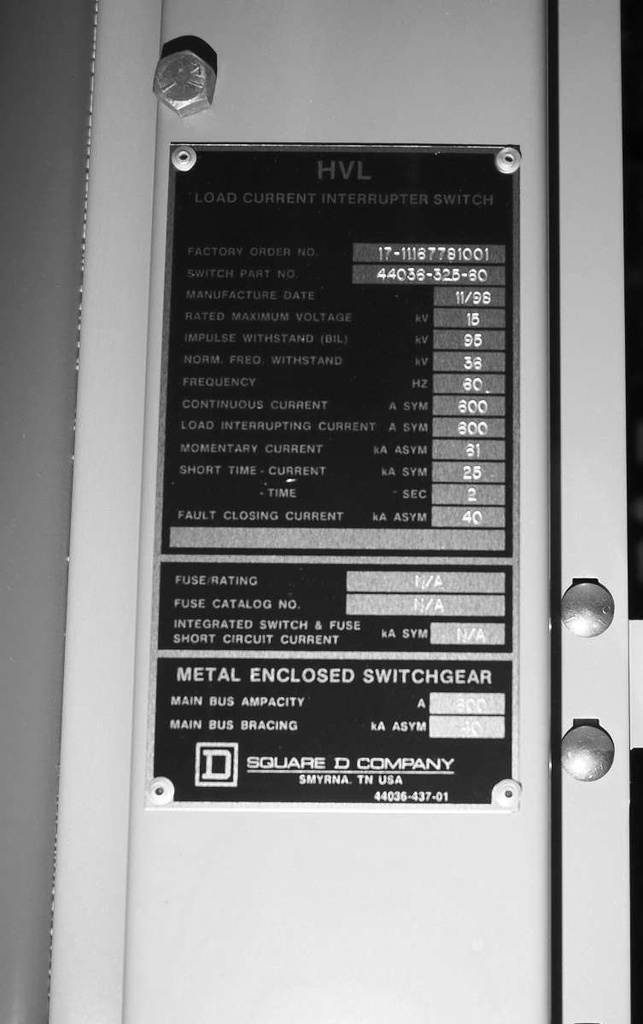 HVL
LOAD CURRENT INTERRUPTER SWITCH
FACTORY ORDER NO. 17-11167781001
SWITCH PART NO. 44036-325-60
MANUFACTURE DATE 11/98
RATED MAXIMUM VOLTAGE kV 15
IMPULSE WITHSTAND (BIL) kV 95
NORM. FREQ. WITHSTAND kV 36
FREQUENCY HZ 60
CONTINUOUS CURRENT A SYM 600
LOAD INTERRUPTING CURRENT A SYM 600
MOMENTARY CURRENT kA ASYM 61
SHORT TIME - CURRENT kA SYM 25
- TIME - SEC 2
FAULT CLOSING CURRENT kA ASYM 40
FUSE/RATING N/A
FUSE CATALOG NO. N/A
INTEGRATED SWITCH & FUSE
SHORT CIRCUIT CURRENT kA SYM N/A
METAL ENCLOSED SWITCHGEAR
MAIN BUS AMPACITY A 600
MAIN BUS BRACING kA ASYM
D SQUARE D COMPANY
SMYRNA, TN USA
44036-437-01